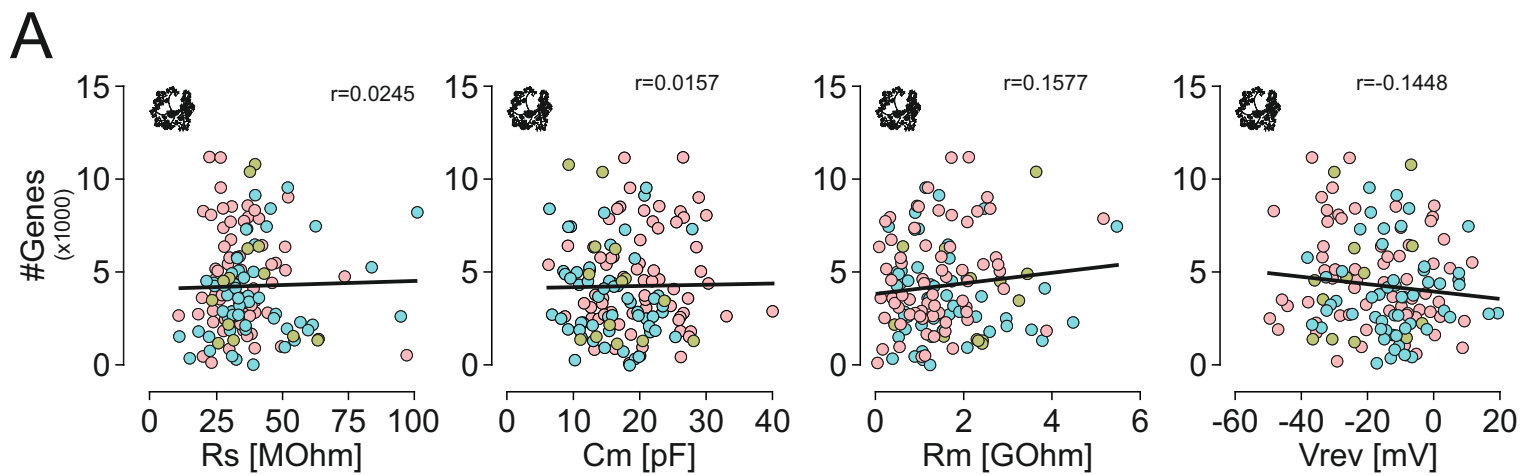 A
r=0.0245
r=0.0157
r=0.1577
r=-0.1448
#Genes
(x1000)
15
10
5
0
0 25 50 75 100
Rs [MOhm]
15
10
5
0
0 10 20 30 40
Cm [pF]
15
10
5
0
0 2 4 6
Rm [GOhm]
15
10
5
0
-60 -40 -20 0 20
Vrev [mV]